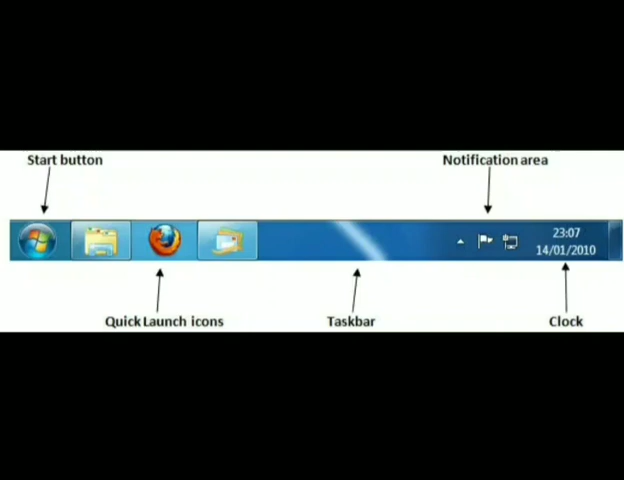 Start button
Notification area
23:07
14/01/2010
Quick Launch icons
Taskbar
Clock